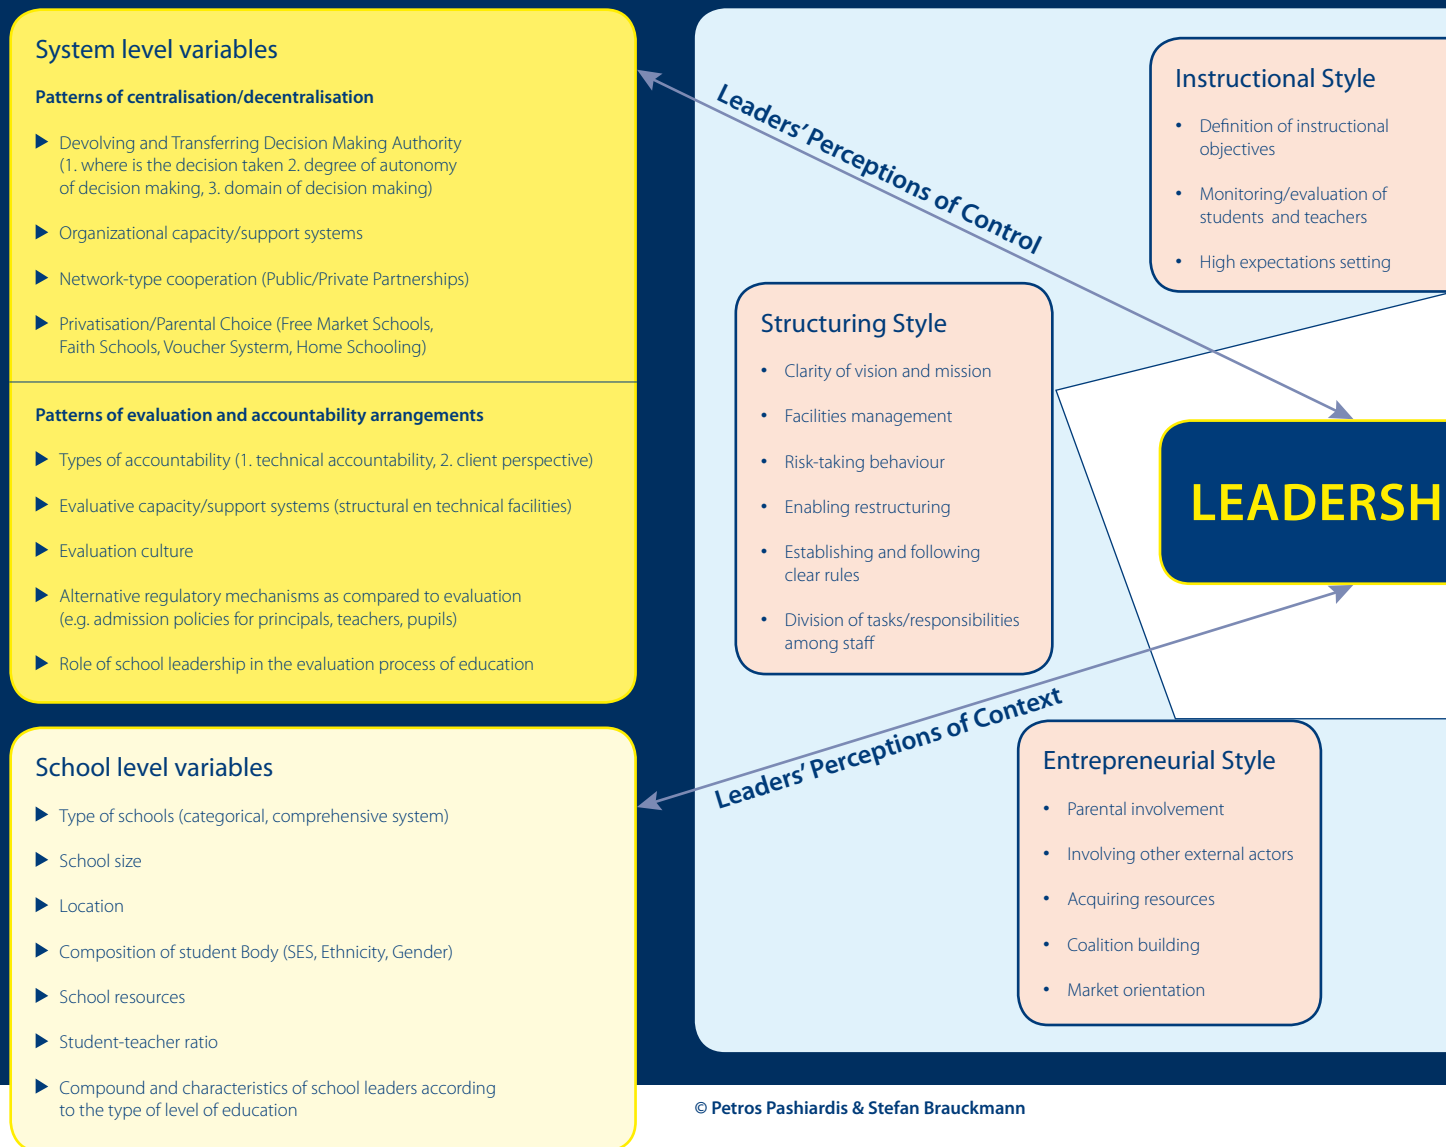 System level variables
Patterns of centralisation/decentralisation
Devolving and Transferring Decision Making Authority
(1. where is the decision taken 2. degree of autonomy
of decision making, 3. domain of decision making)
Organizational capacity/support systems
Network-type cooperation (Public/Private Partnerships)
Privatisation/Parental Choice (Free Market Schools,
Faith Schools, Voucher Systerm, Home Schooling)
Patterns of evaluation and accountability arrangements
Types of accountability (1. technical accountability, 2. client perspective)
Evaluative capacity/support systems (structural en technical facilities)
Evaluation culture
Alternative regulatory mechanisms as compared to evaluation
(e.g. admission policies for principals, teachers, pupils)
Role of school leadership in the evaluation process of education
School level variables
Type of schools (categorical, comprehensive system)
School size
Location
Composition of student Body (SES, Ethnicity, Gender)
School resources
Student-teacher ratio
Compound and characteristics of school leaders according
to the type of level of education
Leaders' Perceptions of Control
Instructional Style
• Definition of instructional
objectives
• Monitoring/evaluation of
students and teachers
• High expectations setting
Structuring Style
• Clarity of vision and mission
• Facilities management
• Risk-taking behaviour
• Enabling restructuring
• Establishing and following
clear rules
• Division of tasks/responsibilities
among staff
LEADERSH
Leaders' Perceptions of Context
Entrepreneurial Style
• Parental involvement
• Involving other external actors
• Acquiring resources
• Coalition building
• Market orientation
© Petros Pashiardis & Stefan Brauckmann